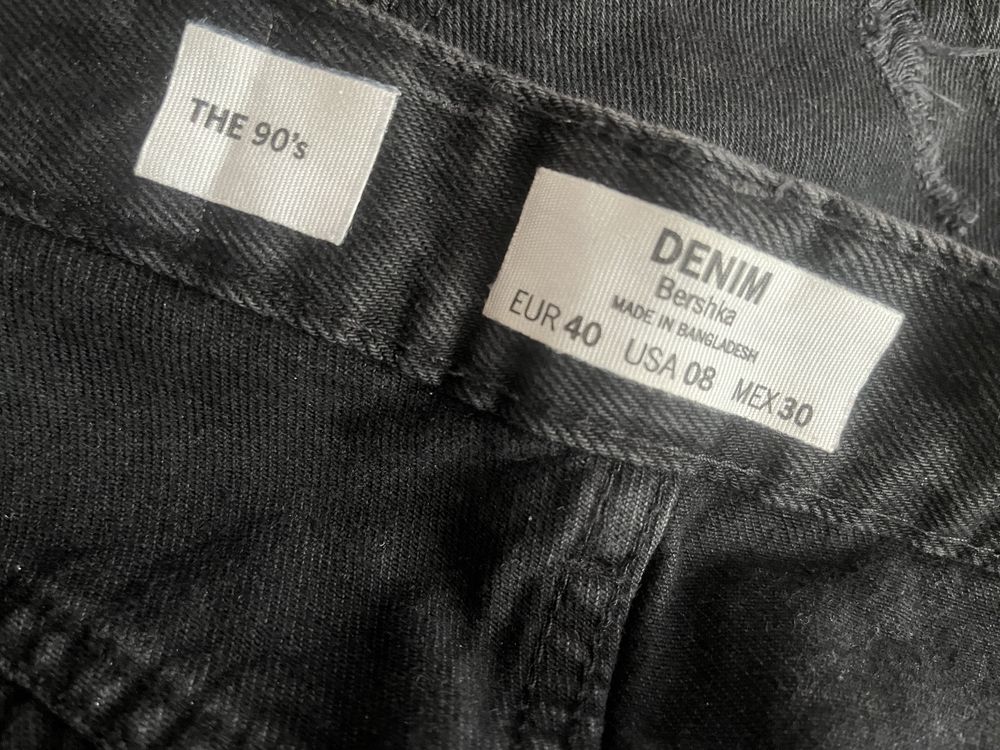 THE 90's
DENIM
Bershka
MADE IN BANGLADESH
EUR 40 USA 08 MEX 30